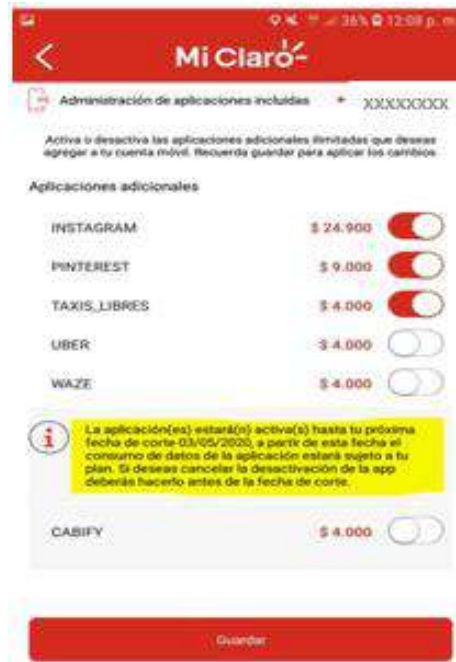 36% 12:08 p. m.
Mi Claro
Administración de aplicaciones incluidas XXXXXXXX
Activa o desactiva las aplicaciones adicionales ilimitadas que deseas
agregar a tu cuenta móvil. Recuerda guardar para aplicar los cambios
Aplicaciones adicionales
INSTAGRAM $ 24.900
PINTEREST $ 9.000
TAXIS_LIBRES $ 4.000
UBER $ 4.000
WAZE $ 4.000
i
La aplicación(es) estará(n) activa(s) hasta tu próxima
fecha de corte 03/05/2020, a partir de esta fecha el
consumo de datos de la aplicación estará sujeto a tu
plan. Si deseas cancelar la desactivación de la app
deberás hacerlo antes de la fecha de corte.
CABIFY $ 4.000
Guardar